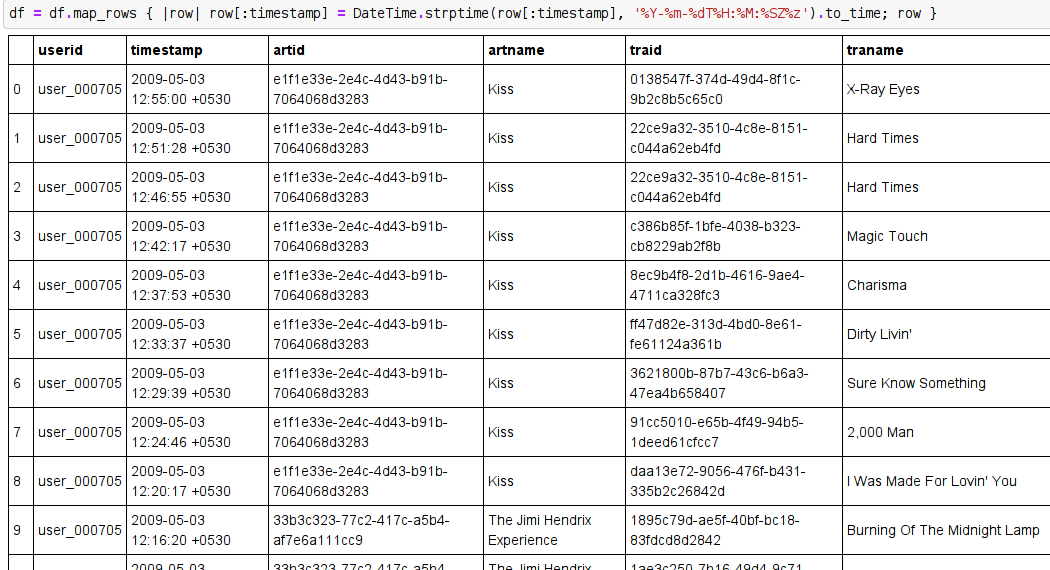 df = df.map_rows { |row| row[:timestamp] = DateTime.strptime(row[:timestamp], '%Y-%m-%dT%H:%M:%SZ%z').to_time; row }
userid timestamp artid artname traid traname
0 user_000705 2009-05-03 12:55:00 +0530 e1f1e33e-2e4c-4d43-b91b-7064068d3283 Kiss 0138547f-374d-49d4-8f1c-9b2c8b5c65c0 X-Ray Eyes
1 user_000705 2009-05-03 12:51:28 +0530 e1f1e33e-2e4c-4d43-b91b-7064068d3283 Kiss 22ce9a32-3510-4c8e-8151-c044a62eb4fd Hard Times
2 user_000705 2009-05-03 12:46:55 +0530 e1f1e33e-2e4c-4d43-b91b-7064068d3283 Kiss 22ce9a32-3510-4c8e-8151-c044a62eb4fd Hard Times
3 user_000705 2009-05-03 12:42:17 +0530 e1f1e33e-2e4c-4d43-b91b-7064068d3283 Kiss c386b85f-1bfe-4038-b323-cb8229ab2f8b Magic Touch
4 user_000705 2009-05-03 12:37:53 +0530 e1f1e33e-2e4c-4d43-b91b-7064068d3283 Kiss 8ec9b4f8-2d1b-4616-9ae4-4711ca328fc3 Charisma
5 user_000705 2009-05-03 12:33:37 +0530 e1f1e33e-2e4c-4d43-b91b-7064068d3283 Kiss ff47d82e-313d-4bd0-8e61-fe61124a361b Dirty Livin'
6 user_000705 2009-05-03 12:29:39 +0530 e1f1e33e-2e4c-4d43-b91b-7064068d3283 Kiss 3621800b-87b7-43c6-b6a3-47ea4b658407 Sure Know Something
7 user_000705 2009-05-03 12:24:46 +0530 e1f1e33e-2e4c-4d43-b91b-7064068d3283 Kiss 91cc5010-e65b-4f49-94b5-1deed61cfcc7 2,000 Man
8 user_000705 2009-05-03 12:20:17 +0530 e1f1e33e-2e4c-4d43-b91b-7064068d3283 Kiss daa13e72-9056-476f-b431-335b2c26842d I Was Made For Lovin' You
9 user_000705 2009-05-03 12:16:20 +0530 33b3c323-77c2-417c-a5b4-af7e6a111cc9 The Jimi Hendrix Experience 1895c79d-ae5f-40bf-bc18-83fdcd8d2842 Burning Of The Midnight Lamp
2009-05-03 33b3c323-77c2-417c-a5b4- The Jimi Hendrix 1ae3c250-7b16-49d4-9c71-